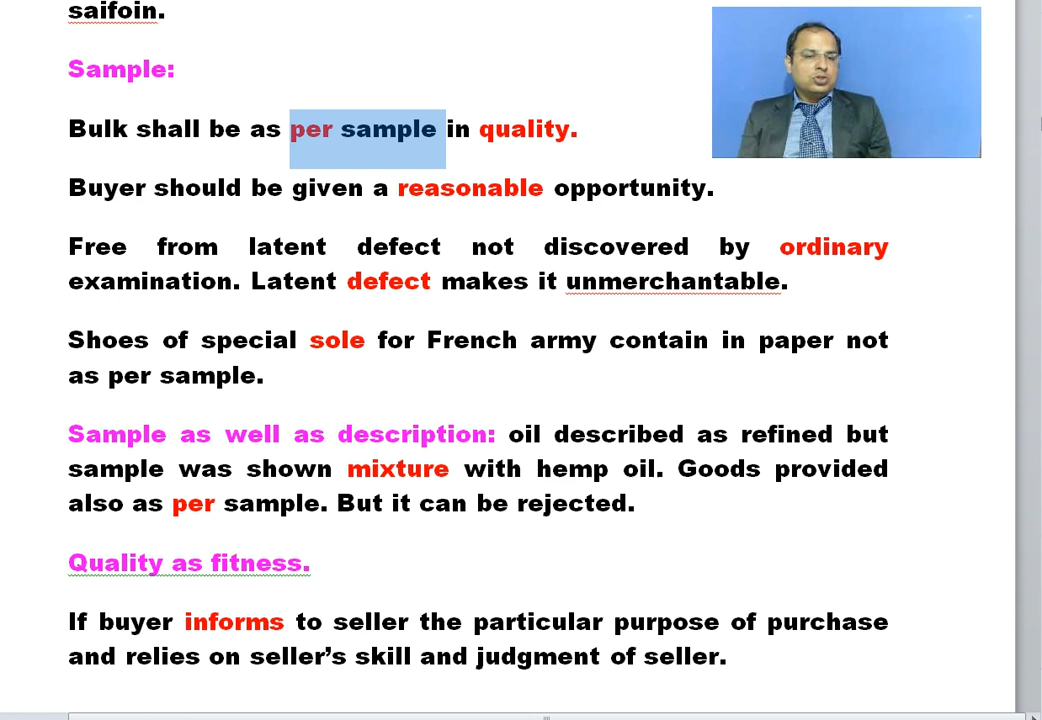 saifoin.
Sample:
Bulk shall be as per sample in quality.
Buyer should be given a reasonable opportunity.
Free from latent defect not discovered by ordinary
examination. Latent defect makes it unmerchantable.
Shoes of special sole for French army contain in paper not
as per sample.
Sample as well as description: oil described as refined but
sample was shown mixture with hemp oil. Goods provided
also as per sample. But it can be rejected.
Quality as fitness.
If buyer informs to seller the particular purpose of purchase
and relies on seller’s skill and judgment of seller.